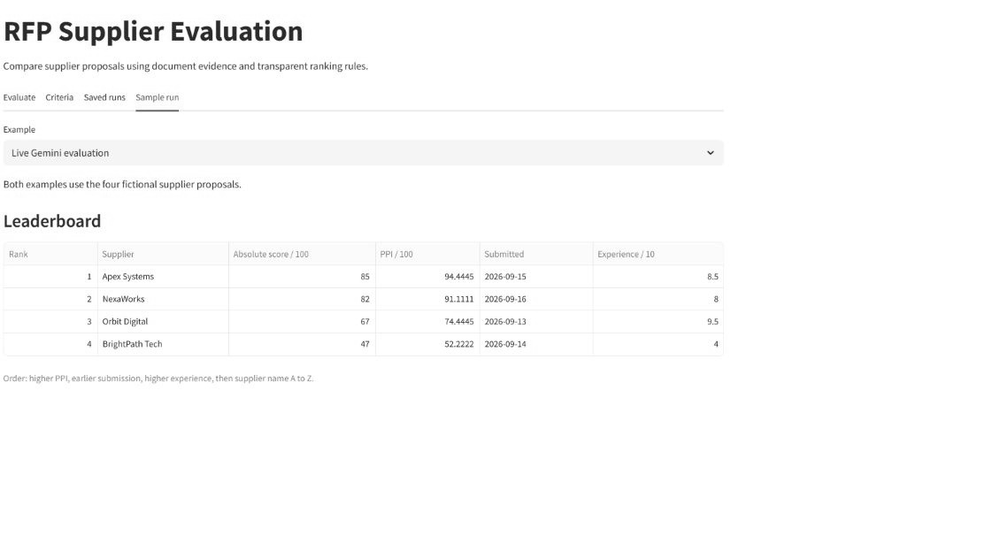 RFP Supplier Evaluation
Compare supplier proposals using document evidence and transparent ranking rules.
Evaluate Criteria Saved runs Sample run
Example
Live Gemini evaluation
Both examples use the four fictional supplier proposals.
Leaderboard
Rank Supplier Absolute score / 100 PPI / 100 Submitted Experience / 10
1 Apex Systems 85 94.4445 2026-09-15 8.5
2 NexaWorks 82 91.1111 2026-09-16 8
3 Orbit Digital 67 74.4445 2026-09-13 9.5
4 BrightPath Tech 47 52.2222 2026-09-14 4
Order: higher PPI, earlier submission, higher experience, then supplier name A to Z.